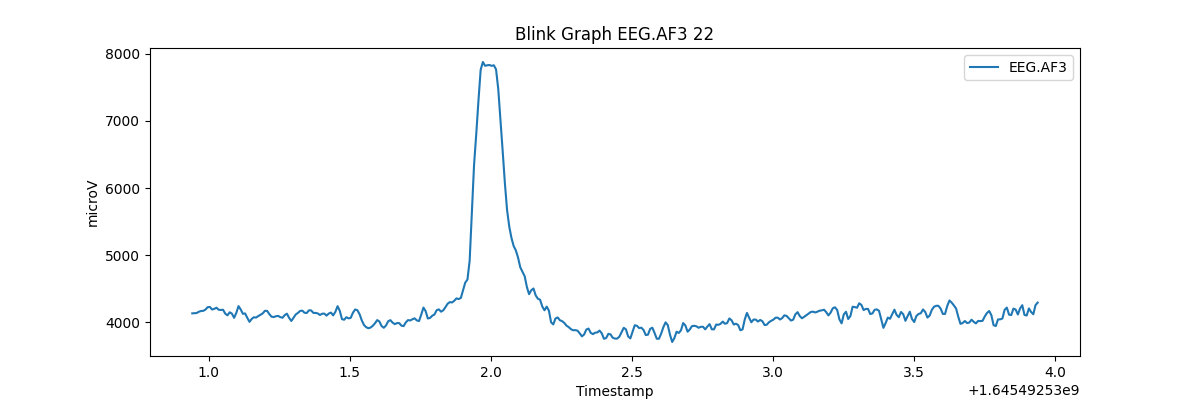 Blink Graph EEG.AF3 22
EEG.AF3
8000
7000
6000
5000
4000
microV
1.0 1.5 2.0 2.5 3.0 3.5 4.0
Timestamp
+1.64549253e9